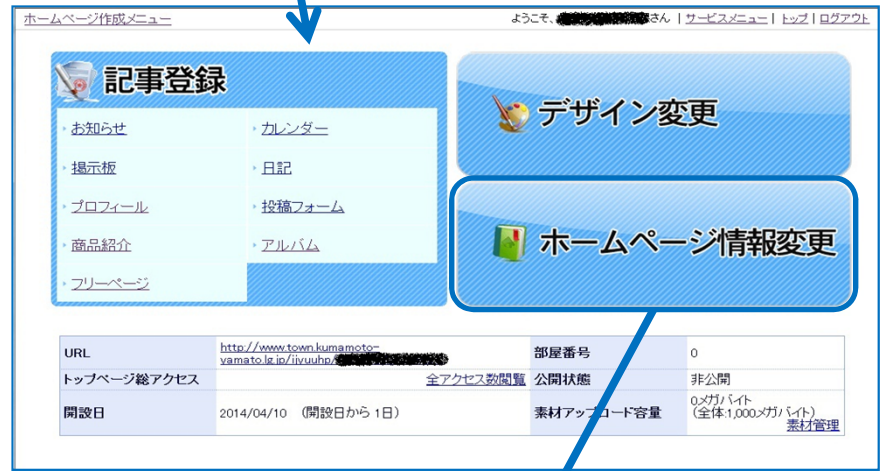 ホームページ作成メニュー
ようこそ、さん | サービスメニュー | トップ | ログアウト
記事登録
お知らせ
カレンダー
掲示板
日記
プロフィール
投稿フォーム
商品紹介
アルバム
フリーページ
デザイン変更
ホームページ情報変更
URL
http://www.town.kumamoto-
yamato.lg.jp/jiyuuhp/
部屋番号
0
トップページ総アクセス
全アクセス数閲覧
公開状態
非公開
開設日
2014/04/10 (開設日から 1日)
素材アップロード容量
0メガバイト
(全体:1,000メガバイト)
素材管理